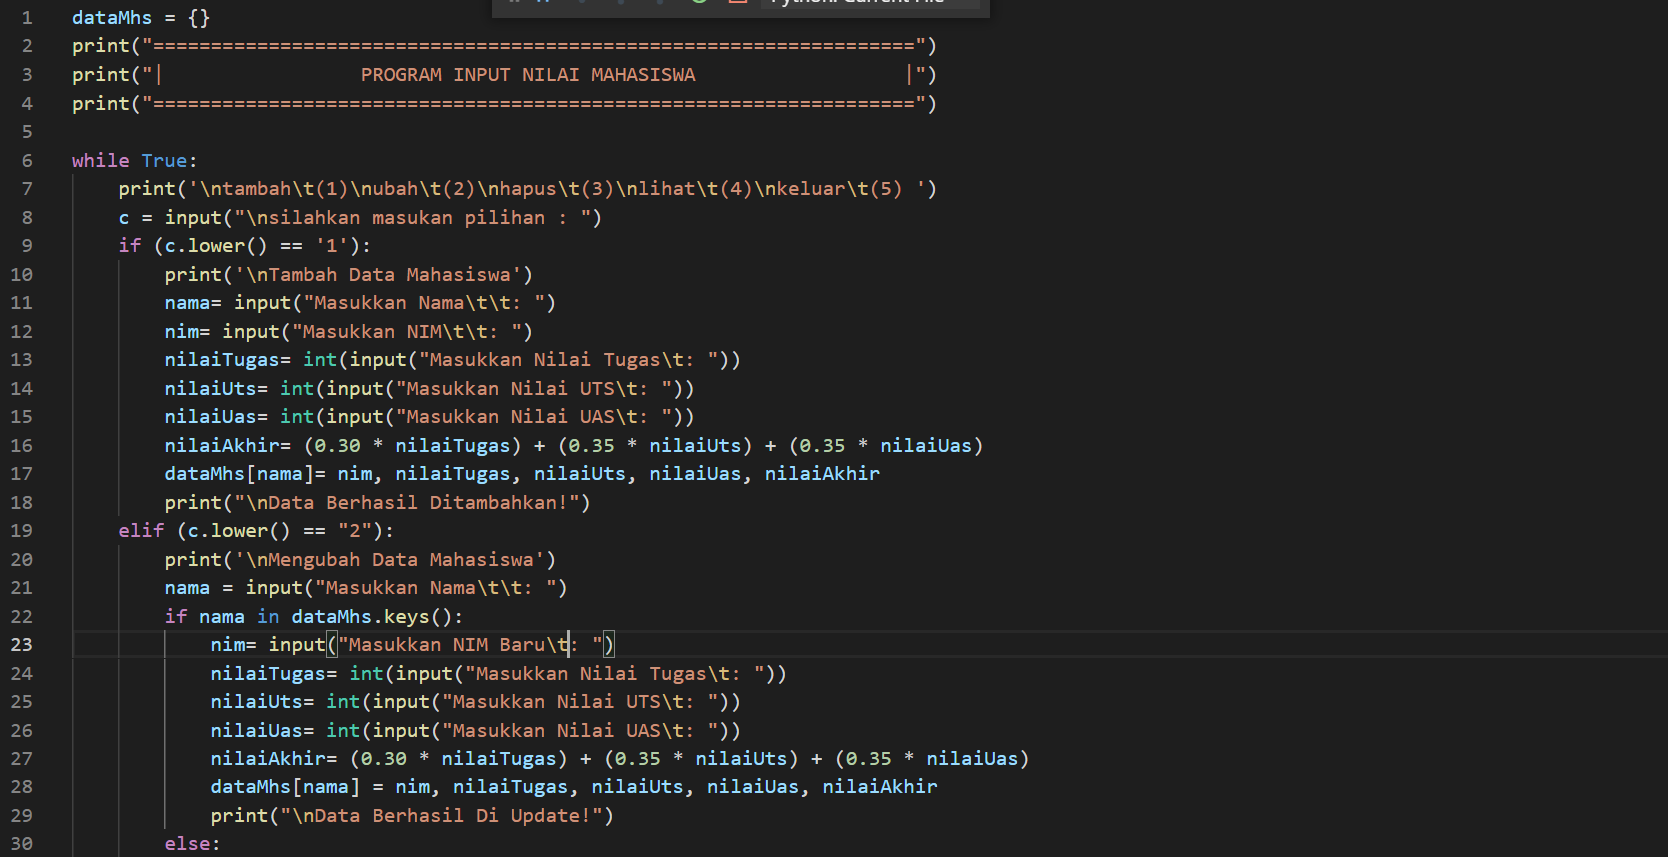 Python: Current File
1 dataMhs = {}
2 print("==================================================================")
3 print("|                 PROGRAM INPUT NILAI MAHASISWA                  |")
4 print("==================================================================")
5
6 while True:
7     print('\ntambah\t(1)\nubah\t(2)\nhapus\t(3)\nlihat\t(4)\nkeluar\t(5) ')
8     c = input("\nsilahkan masukan pilihan : ")
9     if (c.lower() == '1'):
10         print('\nTambah Data Mahasiswa')
11         nama= input("Masukkan Nama\t\t: ")
12         nim= input("Masukkan NIM\t\t: ")
13         nilaiTugas= int(input("Masukkan Nilai Tugas\t: "))
14         nilaiUts= int(input("Masukkan Nilai UTS\t: "))
15         nilaiUas= int(input("Masukkan Nilai UAS\t: "))
16         nilaiAkhir= (0.30 * nilaiTugas) + (0.35 * nilaiUts) + (0.35 * nilaiUas)
17         dataMhs[nama]= nim, nilaiTugas, nilaiUts, nilaiUas, nilaiAkhir
18         print("\nData Berhasil Ditambahkan!")
19     elif (c.lower() == "2"):
20         print('\nMengubah Data Mahasiswa')
21         nama = input("Masukkan Nama\t\t: ")
22         if nama in dataMhs.keys():
23             nim= input("Masukkan NIM Baru\t: ")
24             nilaiTugas= int(input("Masukkan Nilai Tugas\t: "))
25             nilaiUts= int(input("Masukkan Nilai UTS\t: "))
26             nilaiUas= int(input("Masukkan Nilai UAS\t: "))
27             nilaiAkhir= (0.30 * nilaiTugas) + (0.35 * nilaiUts) + (0.35 * nilaiUas)
28             dataMhs[nama] = nim, nilaiTugas, nilaiUts, nilaiUas, nilaiAkhir
29             print("\nData Berhasil Di Update!")
30         else: